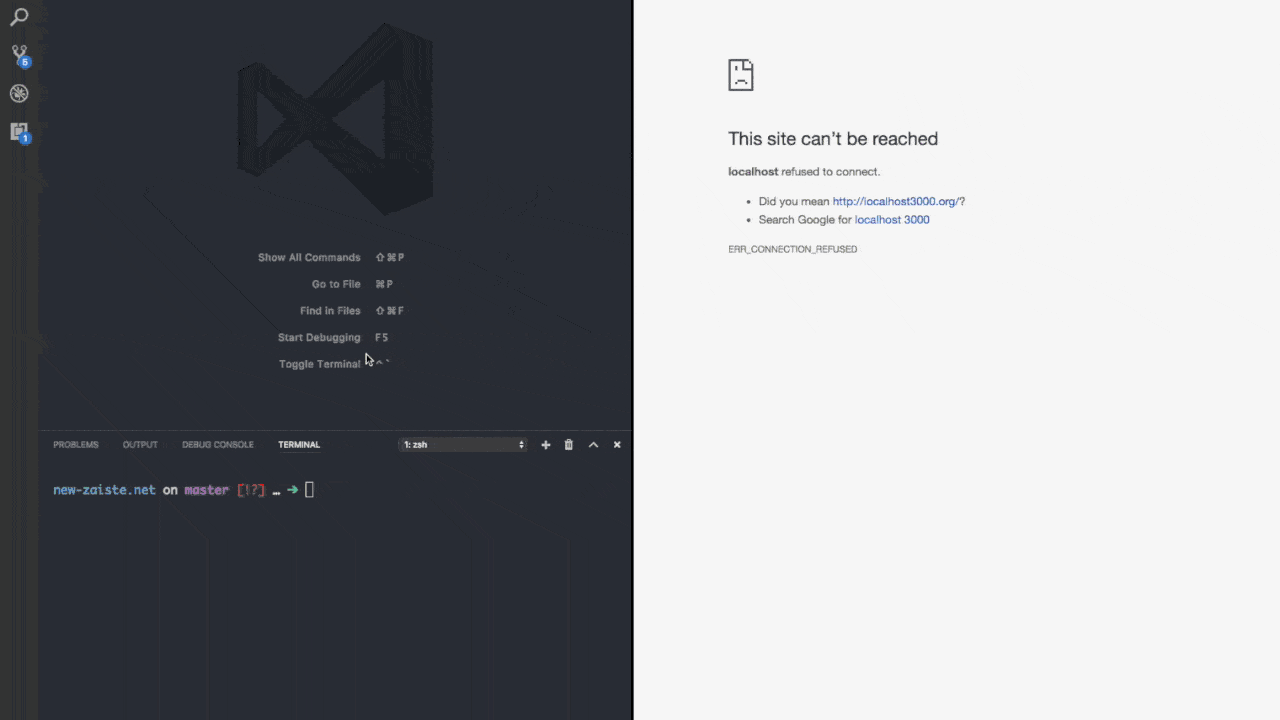 5
1
Show All Commands ⇧⌘P
Go to File ⌘P
Find in Files ⇧⌘F
Start Debugging F5
Toggle Terminal ^`
PROBLEMS OUTPUT DEBUG CONSOLE TERMINAL 1: zsh
new-zaiste.net on master [!?] … ➜
This site can’t be reached
localhost refused to connect.
• Did you mean http://localhost3000.org/?
• Search Google for localhost 3000
ERR_CONNECTION_REFUSED